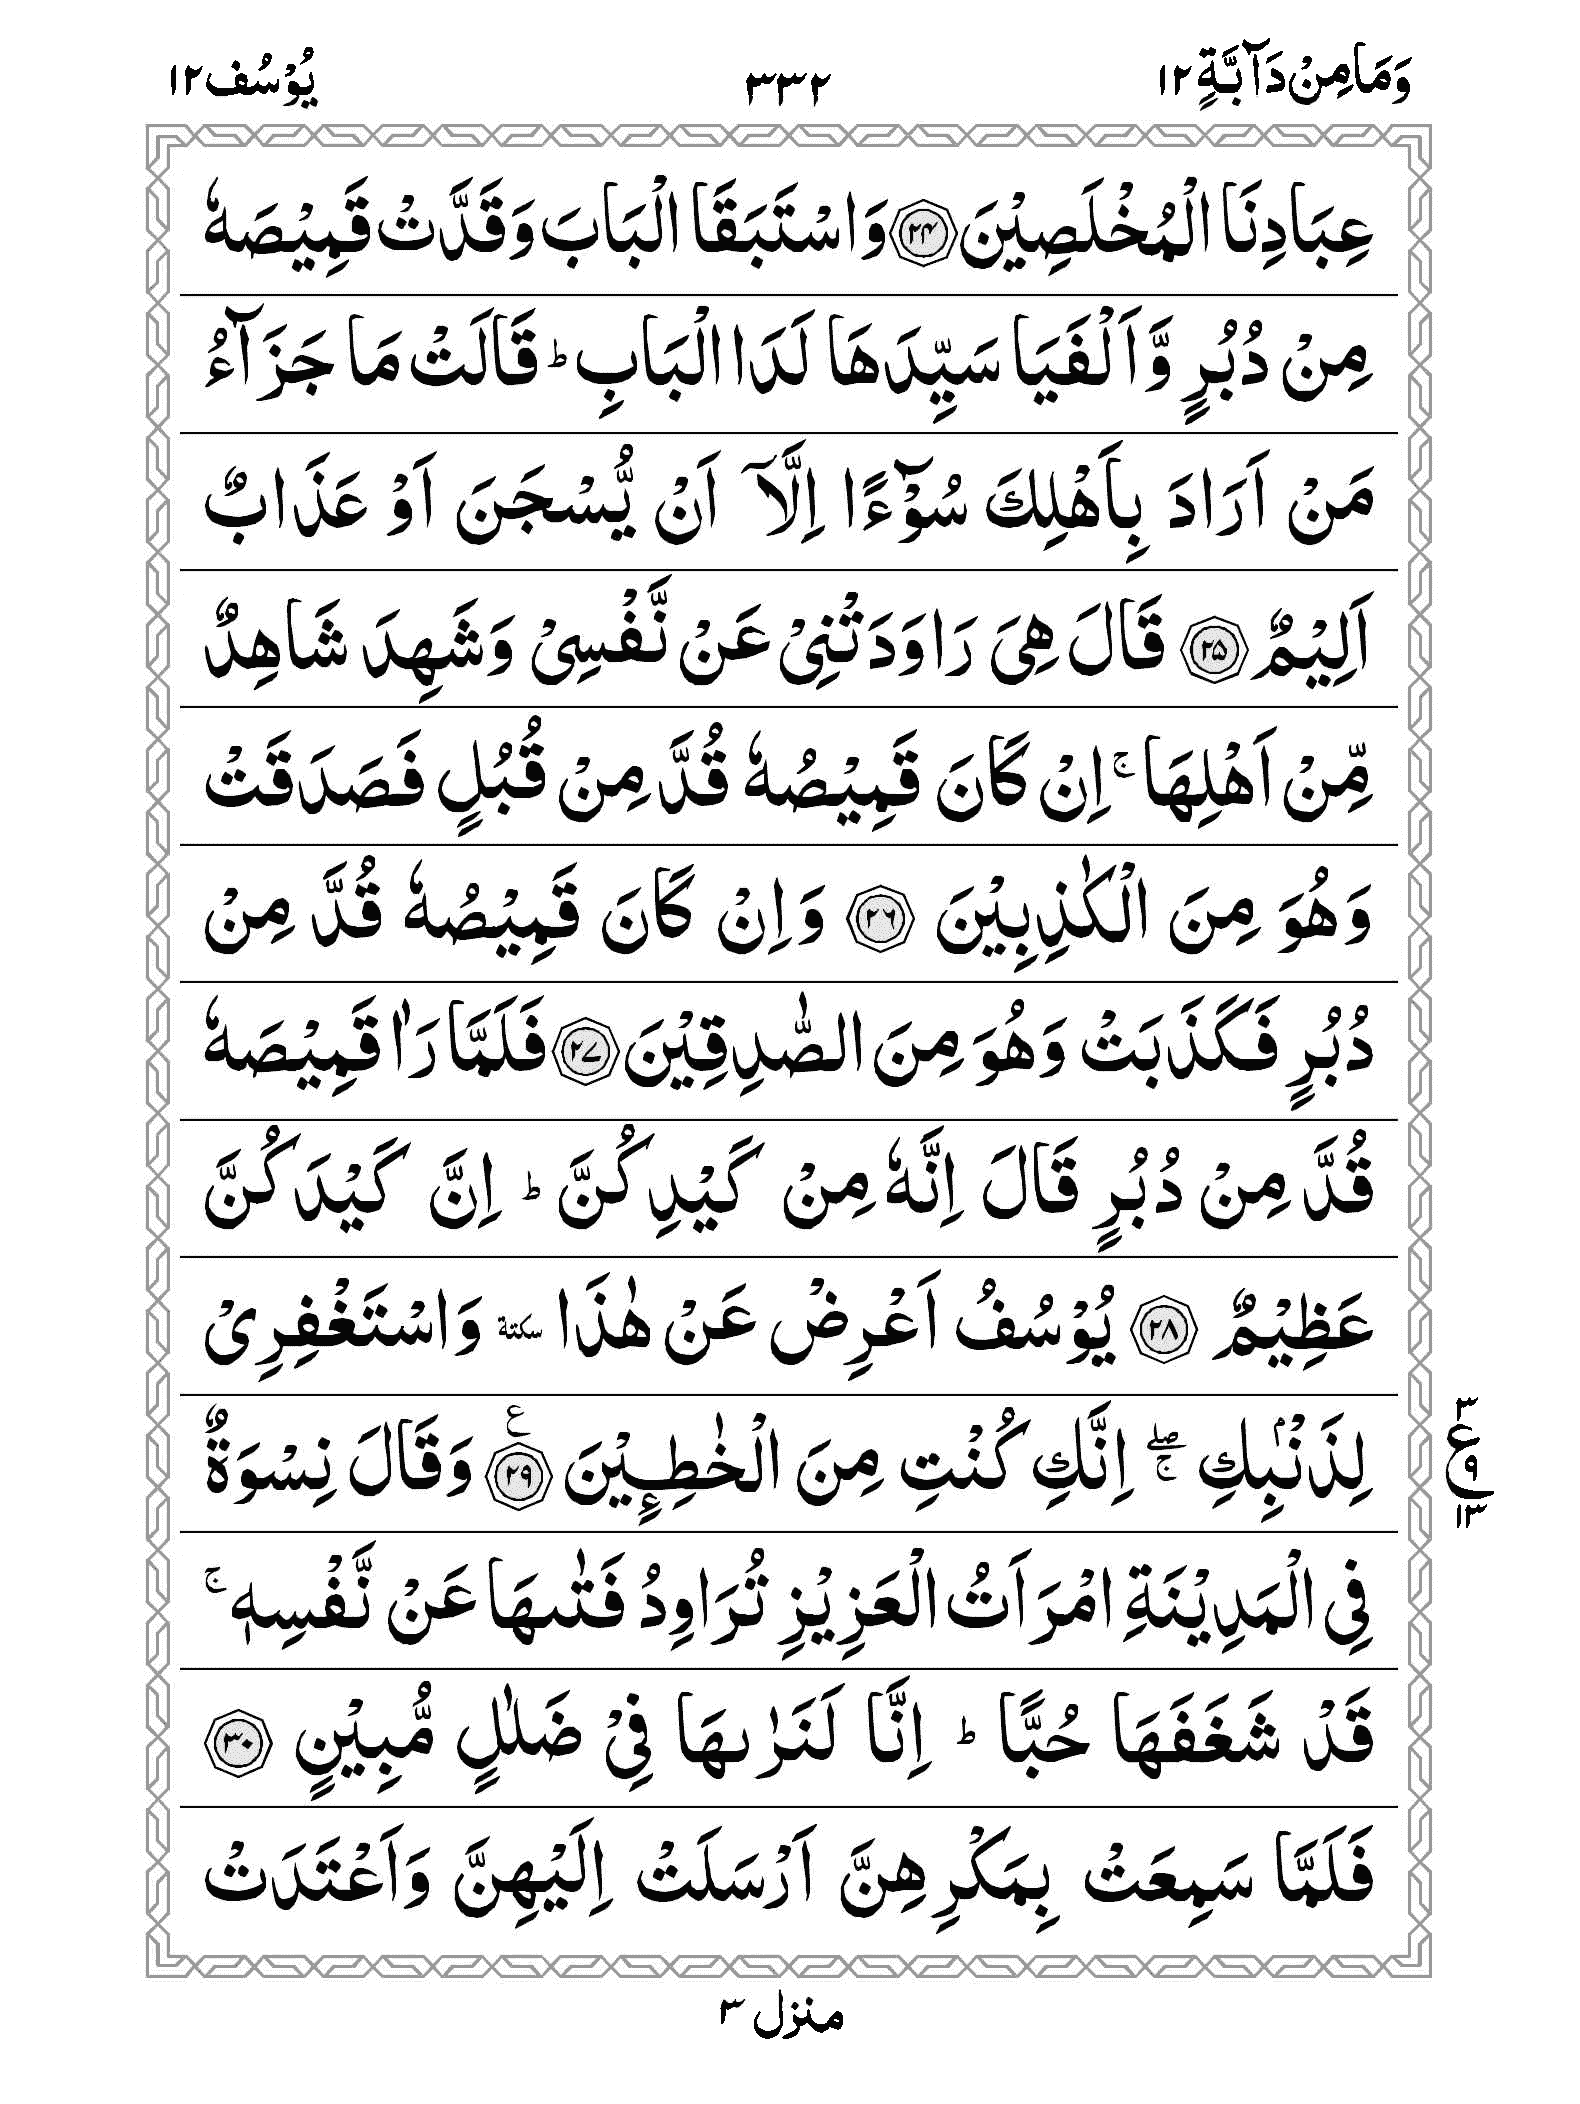 وَمَا مِنْ دَآبَّةٍ ١٢
٣٣٢
يُوْسُف ١٢
عِبَادِنَا الْمُخْلَصِيْنَ ﴿٢٤﴾ وَاسْتَبَقَا الْبَابَ وَقَدَّتْ قَمِيْصَهٗ
مِنْ دُبُرٍ وَّاَلْفَيَا سَيِّدَهَا لَدَا الْبَابِ ؕ قَالَتْ مَا جَزَآءُ
مَنْ اَرَادَ بِاَهْلِكَ سُوْٓءًا اِلَّاۤ اَنْ يُّسْجَنَ اَوْ عَذَابٌ
اَلِيْمٌ ﴿٢٥﴾ قَالَ هِيَ رَاوَدَتْنِيْ عَنْ نَّفْسِيْ وَشَهِدَ شَاهِدٌ
مِّنْ اَهْلِهَا ۚ اِنْ كَانَ قَمِيْصُهٗ قُدَّ مِنْ قُبُلٍ فَصَدَقَتْ
وَهُوَ مِنَ الْكٰذِبِيْنَ ﴿٢٦﴾ وَاِنْ كَانَ قَمِيْصُهٗ قُدَّ مِنْ
دُبُرٍ فَكَذَبَتْ وَهُوَ مِنَ الصّٰدِقِيْنَ ﴿٢٧﴾ فَلَمَّا رَاٰ قَمِيْصَهٗ
قُدَّ مِنْ دُبُرٍ قَالَ اِنَّهٗ مِنْ كَيْدِكُنَّ ؕ اِنَّ كَيْدَكُنَّ
عَظِيْمٌ ﴿٢٨﴾ يُوْسُفُ اَعْرِضْ عَنْ هٰذَا سكتة وَاسْتَغْفِرِيْ
لِذَنْۢبِكِ ۖۚ اِنَّكِ كُنْتِ مِنَ الْخٰطِـِٕيْنَ ﴿٢٩﴾ ع وَقَالَ نِسْوَةٌ
٣ ع ٩ ١٣
فِي الْمَدِيْنَةِ امْرَاَتُ الْعَزِيْزِ تُرَاوِدُ فَتٰىهَا عَنْ نَّفْسِهٖ ۚ
قَدْ شَغَفَهَا حُبًّا ؕ اِنَّا لَنَرٰىهَا فِيْ ضَلٰلٍ مُّبِيْنٍ ﴿٣٠﴾
فَلَمَّا سَمِعَتْ بِمَكْرِهِنَّ اَرْسَلَتْ اِلَيْهِنَّ وَاَعْتَدَتْ
منزل ٣